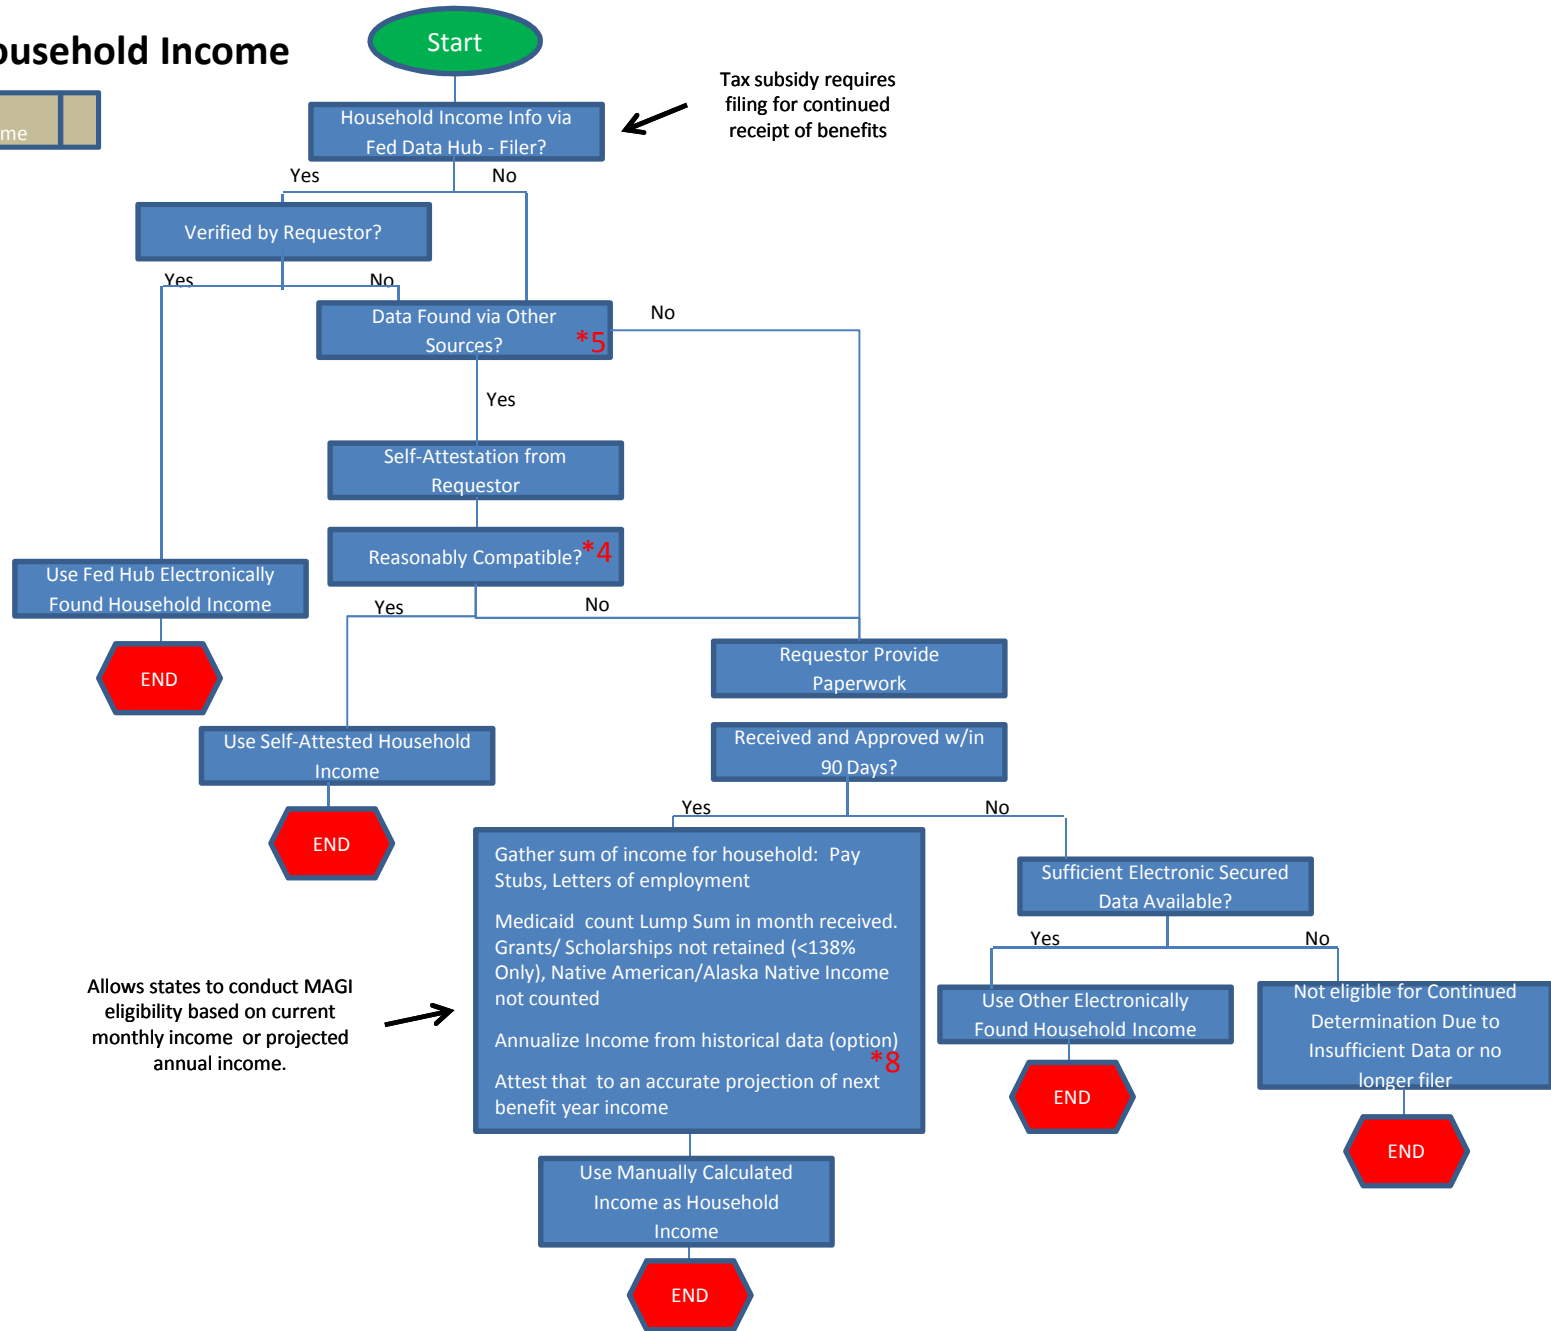 ousehold Income
me
Start
Tax subsidy requires
filing for continued
receipt of benefits
Household Income Info via
Fed Data Hub - Filer?
Yes
No
Verified by Requestor?
Yes
No
Data Found via Other
Sources?
*5
No
Yes
Self-Attestation from
Requestor
Reasonably Compatible?
*4
Use Fed Hub Electronically
Found Household Income
Yes
No
END
Requestor Provide
Paperwork
Use Self-Attested Household
Income
Received and Approved w/in
90 Days?
END
Yes
No
Gather sum of income for household:  Pay
Stubs, Letters of employment
Medicaid  count Lump Sum in month received.
Grants/ Scholarships not retained (<138%
Only), Native American/Alaska Native Income
not counted
Annualize Income from historical data (option)
*8
Attest that  to an accurate projection of next
benefit year income
Sufficient Electronic Secured
Data Available?
Yes
No
Allows states to conduct MAGI
eligibility based on current
monthly income  or projected
annual income.
Use Other Electronically
Found Household Income
Not eligible for Continued
Determination Due to
Insufficient Data or no
longer filer
END
END
Use Manually Calculated
Income as Household
Income
END